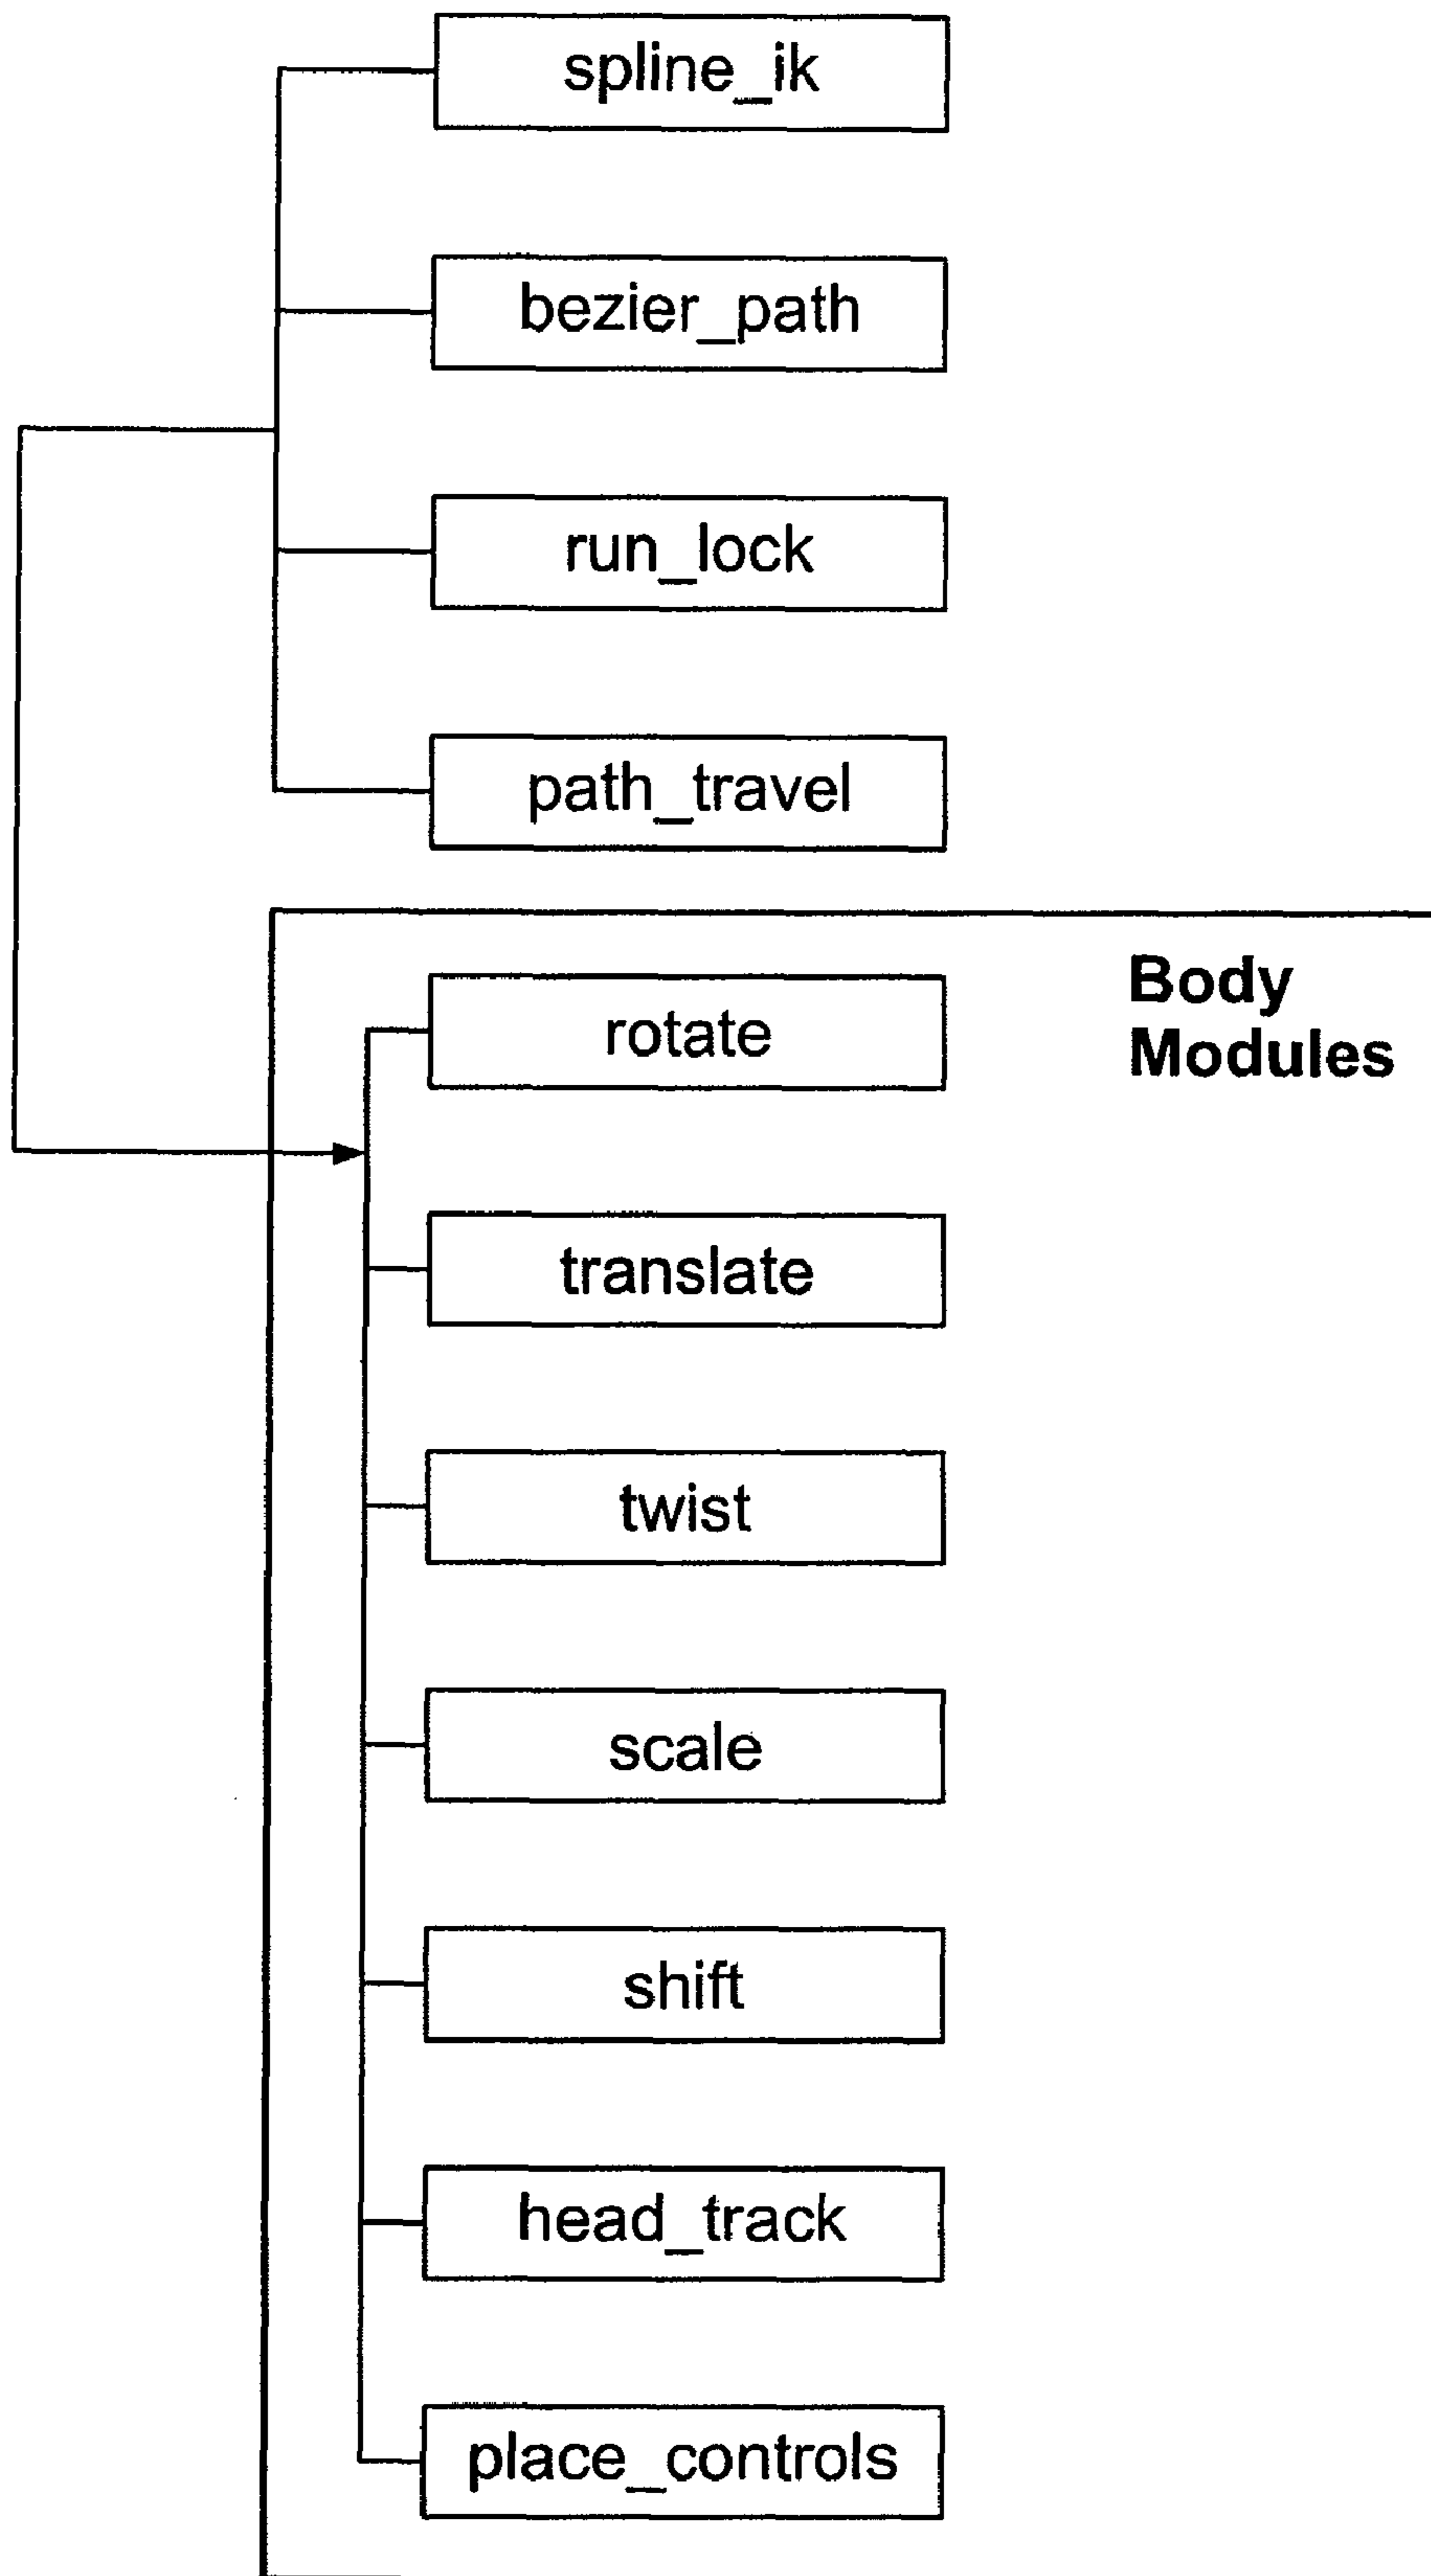 spline_ik
bezier_path
run_lock
path_travel
Body
Modules
rotate
translate
twist
scale
shift
head_track
place_controls